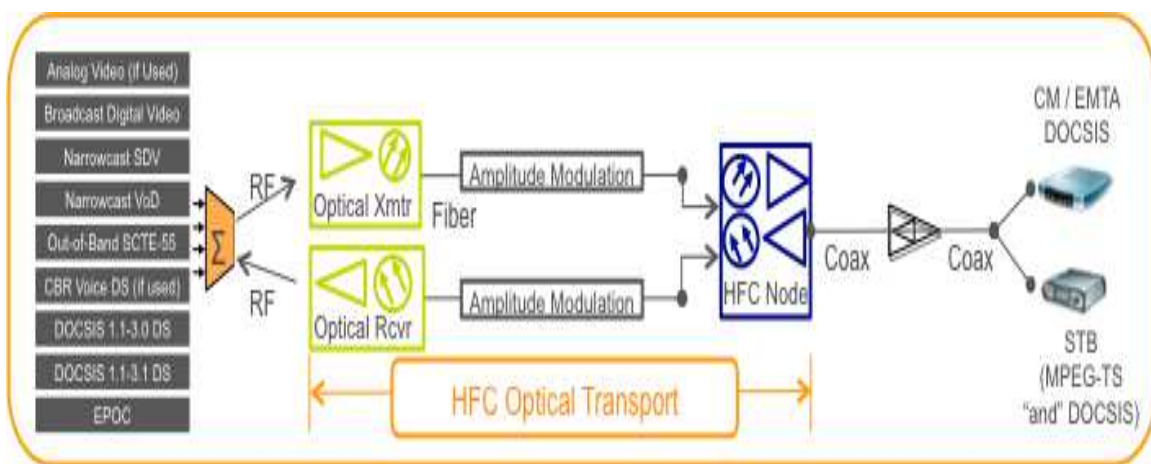 Analog Video (If Used)
Broadcast Digital Video
Narrowcast SDV
Narrowcast VoD
Out-of-Band SCTE-55
CBR Voice DS (if used)
DOCSIS 1.1-3.0 DS
DOCSIS 1.1-3.1 DS
EPOC
Σ
RF
RF
Optical Xmtr
Optical Rcvr
Fiber
Amplitude Modulation
Amplitude Modulation
HFC Optical Transport
HFC Node
Coax
Coax
CM / EMTA
DOCSIS
STB
(MPEG-TS
“and” DOCSIS)